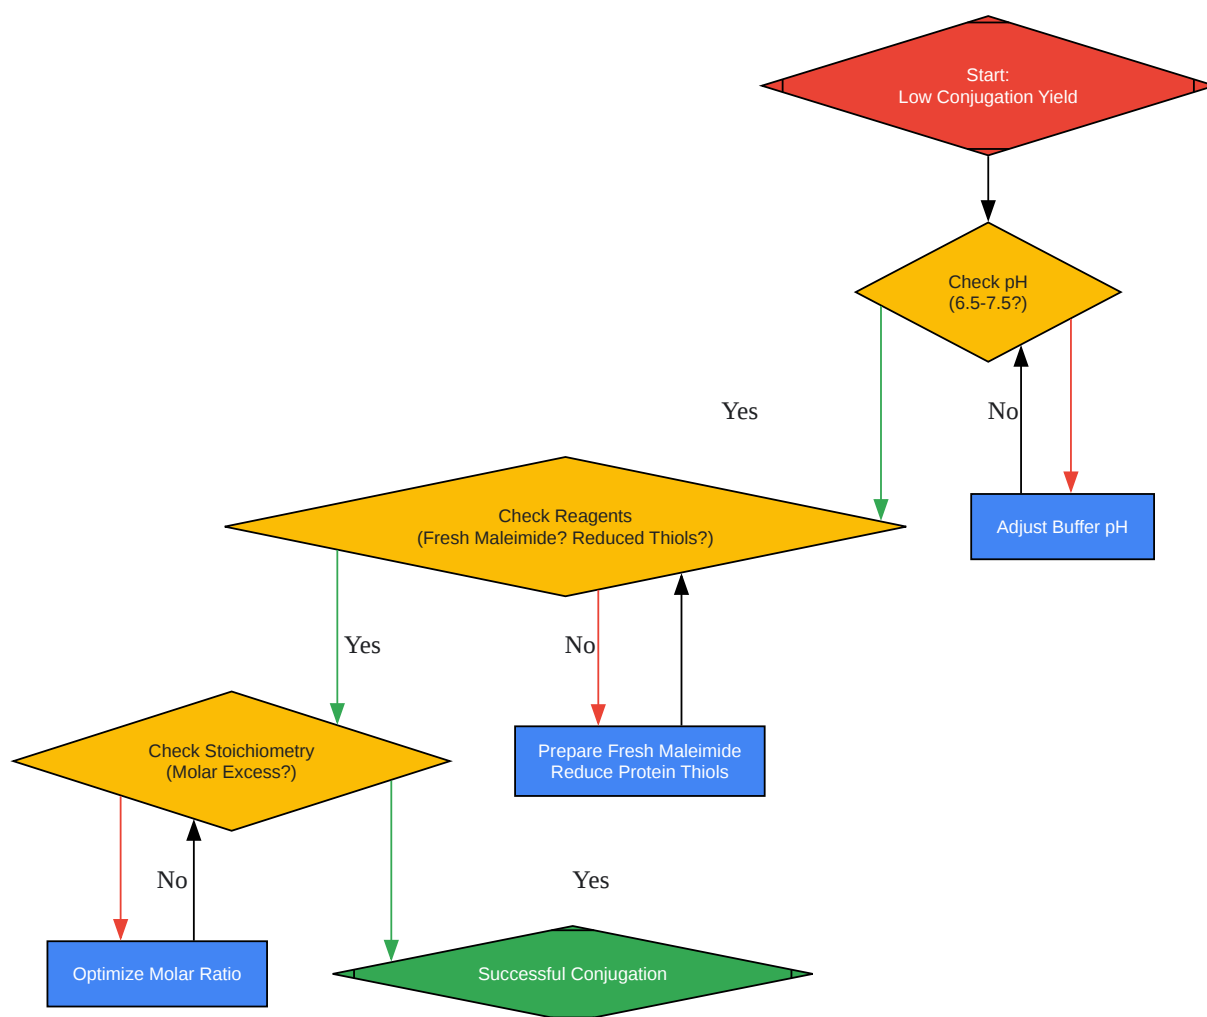 Start:
Low Conjugation Yield
Check pH
(6.5-7.5?)
Yes
No
Check Reagents
(Fresh Maleimide? Reduced Thiols?)
Adjust Buffer pH
Yes
No
Check Stoichiometry
(Molar Excess?)
Prepare Fresh Maleimide
Reduce Protein Thiols
No
Yes
Optimize Molar Ratio
Successful Conjugation